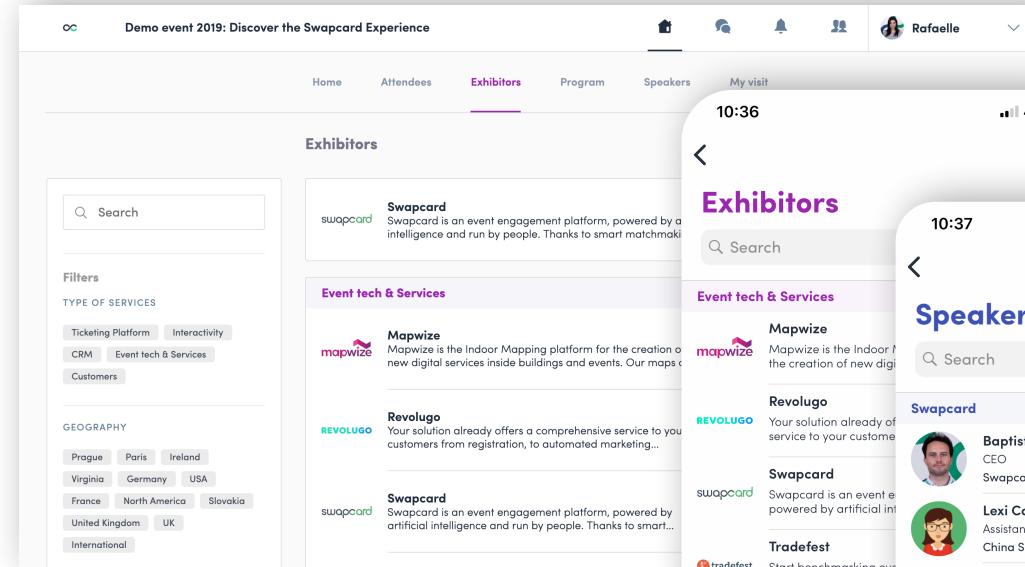 Demo event 2019: Discover the Swapcard Experience
Rafaelle
Home Attendees Exhibitors Program Speakers My visit
Exhibitors
Search
Filters
TYPE OF SERVICES
Ticketing Platform Interactivity
CRM Event tech & Services
Customers
GEOGRAPHY
Prague Paris Ireland
Virginia Germany USA
France North America Slovakia
United Kingdom UK
International
swapcard
Swapcard
Swapcard is an event engagement platform, powered by a
intelligence and run by people. Thanks to smart
Event tech & Services
mapwize
Mapwize
Mapwize is the Indoor Mapping platform for the creation
new digital services inside buildings and events. Our maps
REVOLUGO
Revolugo
Your solution already offers a comprehensive service to you
customers from registration, to automated marketing...
swapcard
Swapcard
Swapcard is an event engagement platform, powered by
artificial intelligence and run by people. Thanks to smart...
10:36
Exhibitors
Search
Event tech & Services
mapwize
Mapwize
Mapwize is the Indoor
the creation of new
REVOLUGO
Revolugo
Your solution already of
service to your
swapcard
Swapcard
Swapcard is an event
powered by artificial
tradefest
Tradefest
Start benchmarking
10:37
Speaker
Search
Swapcard
Baptist
CEO
Lexi
China